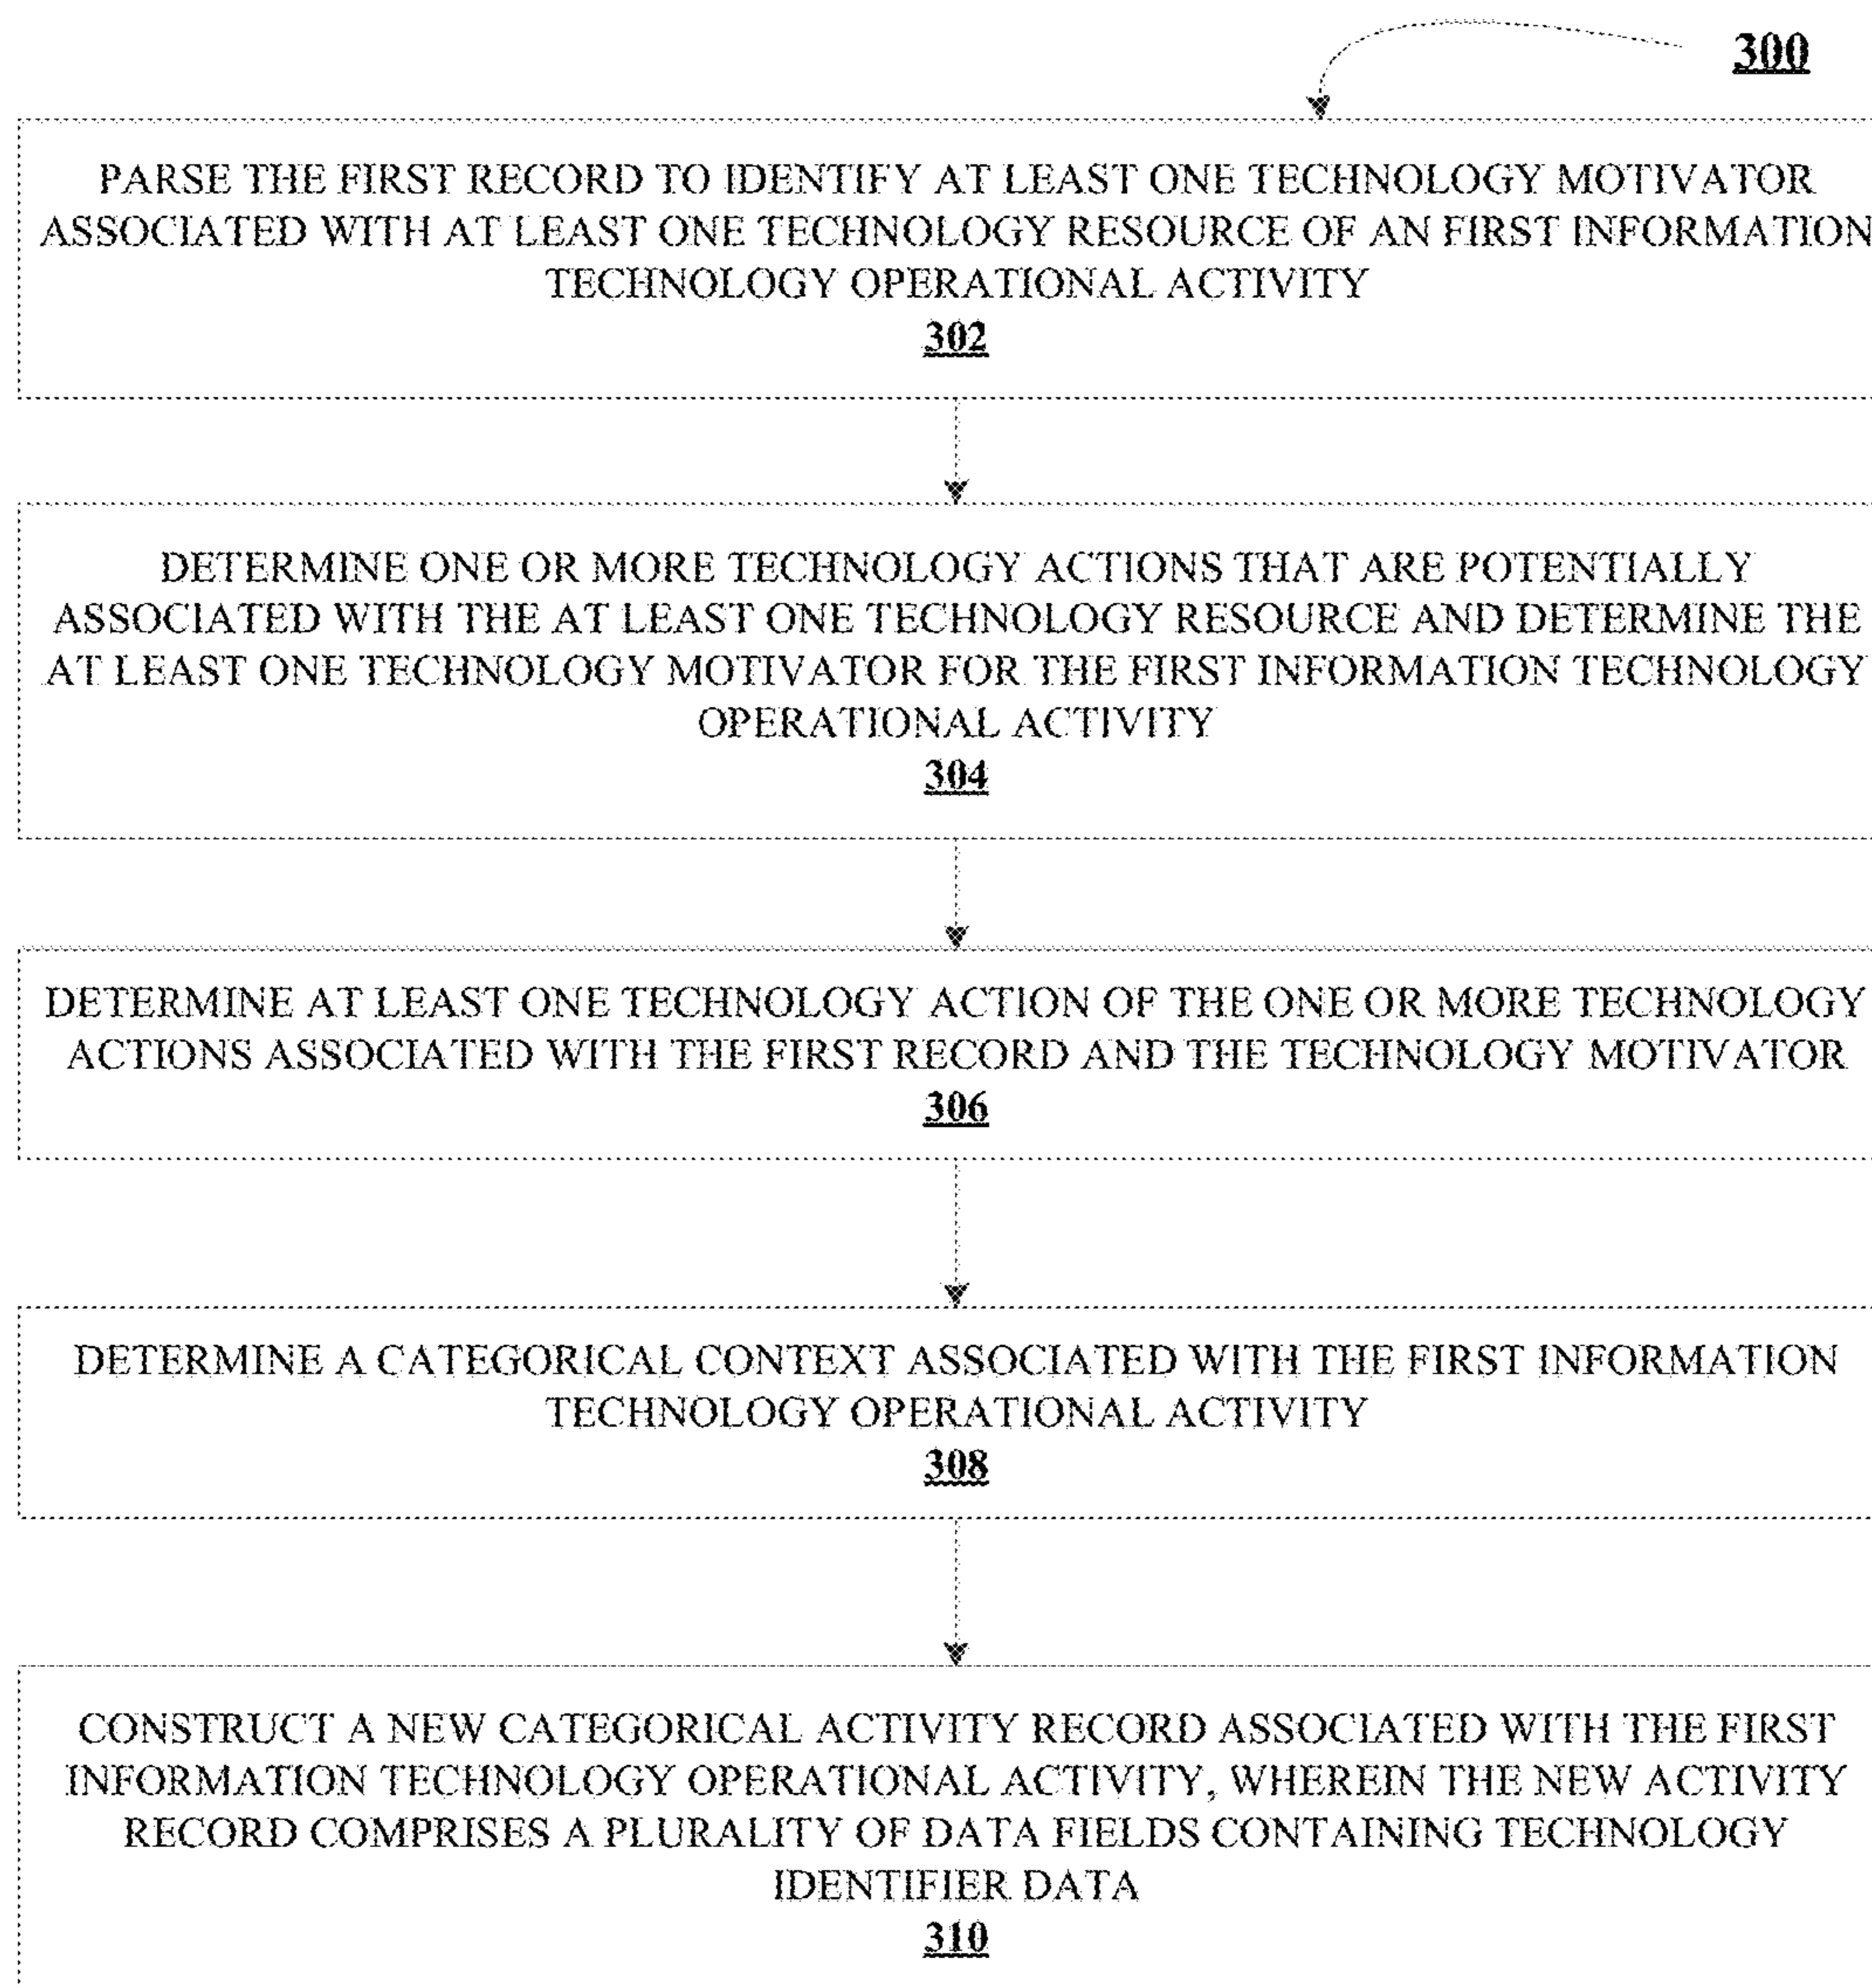 300
PARSE THE FIRST RECORD TO IDENTIFY AT LEAST ONE TECHNOLOGY MOTIVATOR
ASSOCIATED WITH AT LEAST ONE TECHNOLOGY RESOURCE OF AN FIRST INFORMATION
TECHNOLOGY OPERATIONAL ACTIVITY
302
DETERMINE ONE OR MORE TECHNOLOGY ACTIONS THAT ARE POTENTIALLY
ASSOCIATED WITH THE AT LEAST ONE TECHNOLOGY RESOURCE AND DETERMINE THE
AT LEAST ONE TECHNOLOGY MOTIVATOR FOR THE FIRST INFORMATION TECHNOLOGY
OPERATIONAL ACTIVITY
304
DETERMINE AT LEAST ONE TECHNOLOGY ACTION OF THE ONE OR MORE TECHNOLOGY
ACTIONS ASSOCIATED WITH THE FIRST RECORD AND THE TECHNOLOGY MOTIVATOR
306
DETERMINE A CATEGORICAL CONTEXT ASSOCIATED WITH THE FIRST INFORMATION
TECHNOLOGY OPERATIONAL ACTIVITY
308
CONSTRUCT A NEW CATEGORICAL ACTIVITY RECORD ASSOCIATED WITH THE FIRST
INFORMATION TECHNOLOGY OPERATIONAL ACTIVITY, WHEREIN THE NEW ACTIVITY
RECORD COMPRISES A PLURALITY OF DATA FIELDS CONTAINING TECHNOLOGY
IDENTIFIER DATA
310